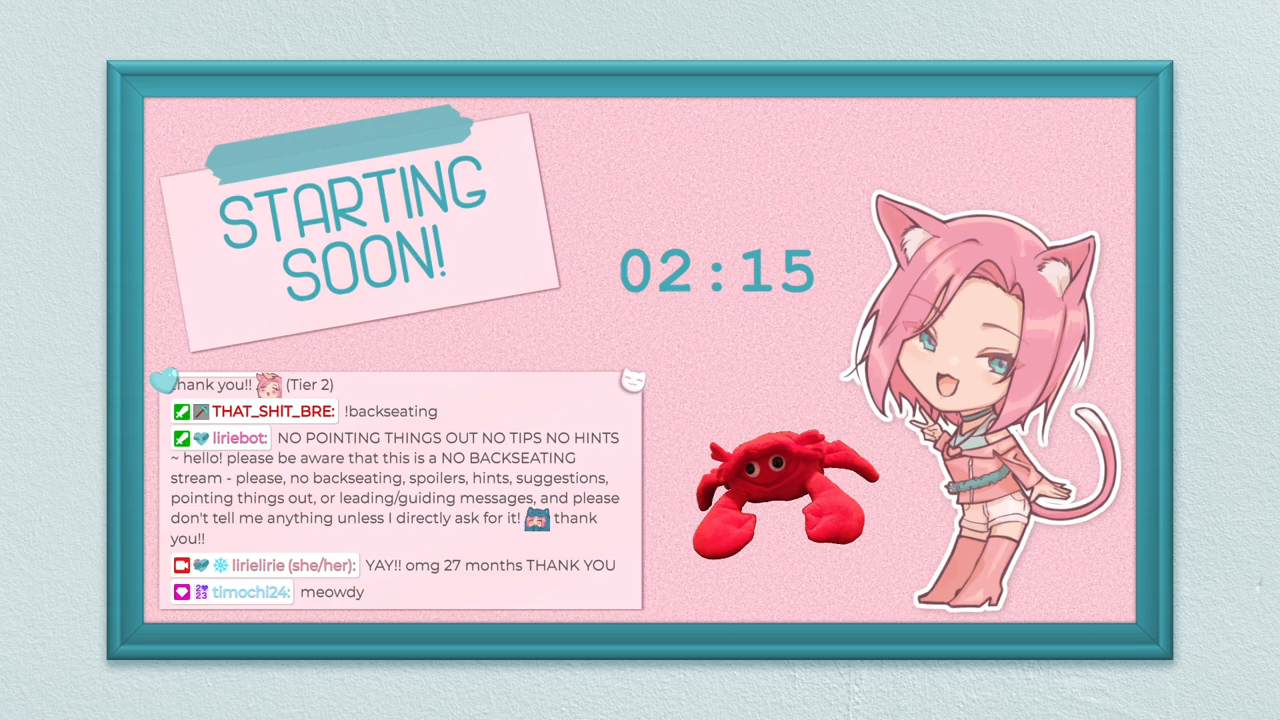 STARTING
SOON!
02:15
thank you!! (Tier 2)
THAT_SHIT_BRE: !backseating
liriebot: NO POINTING THINGS OUT NO TIPS NO HINTS
~ hello! please be aware that this is a NO BACKSEATING
stream - please, no backseating, spoilers, hints, suggestions,
pointing things out, or leading/guiding messages, and please
don't tell me anything unless I directly ask for it! thank
you!!
lirielirie (she/her): YAY!! omg 27 months THANK YOU
2023 timochi24: meowdy